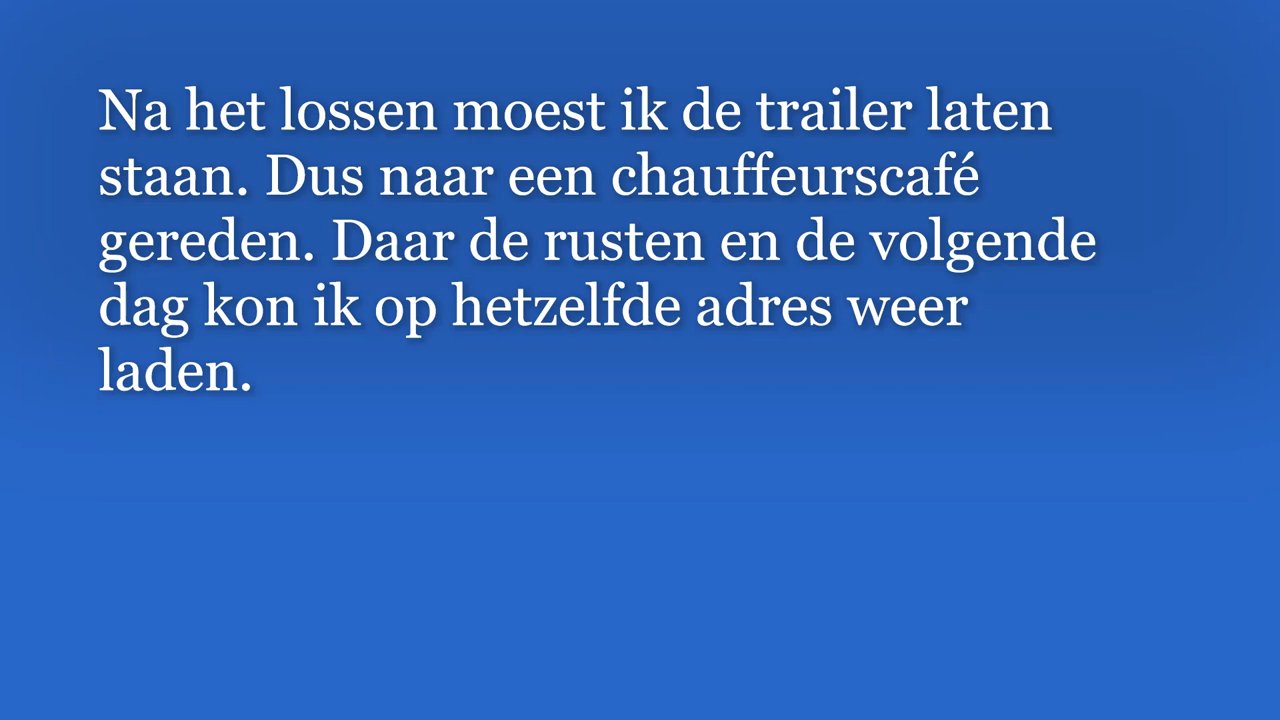 Na het lossen moest ik de trailer laten
staan. Dus naar een chauffeurscafé
gereden. Daar de rusten en de volgende
dag kon ik op hetzelfde adres weer
laden.